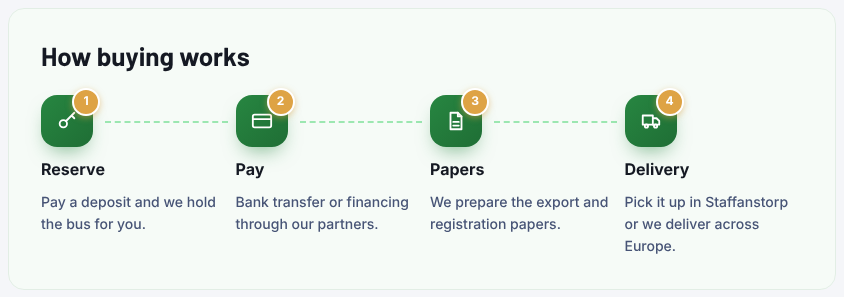 How buying works
1
2
3
4
Reserve
Pay
Papers
Delivery
Pay a deposit and we hold
the bus for you.
Bank transfer or financing
through our partners.
We prepare the export and
registration papers.
Pick it up in Staffanstorp
or we deliver across
Europe.